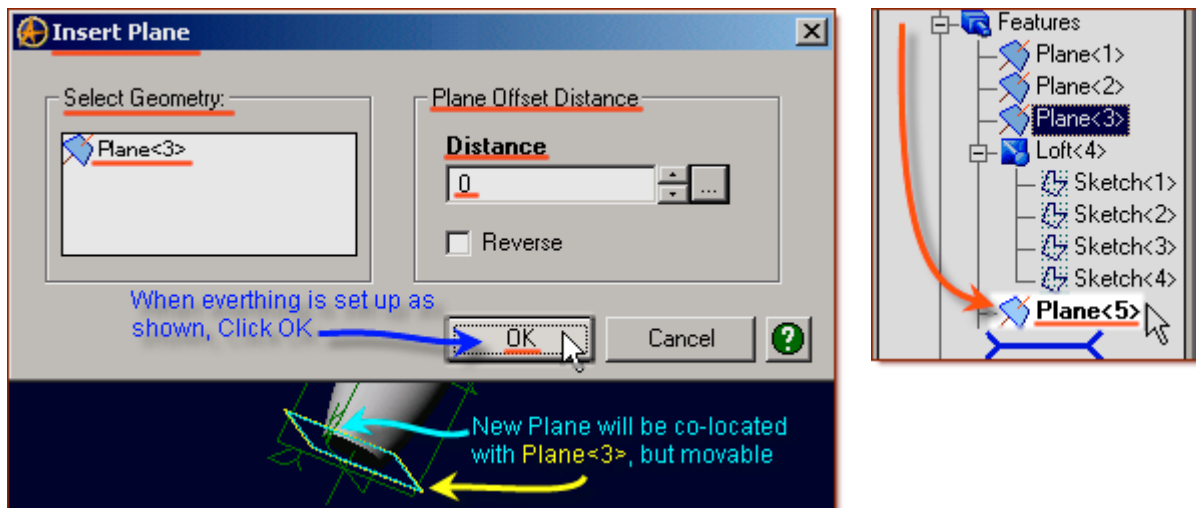 Insert Plane
Select Geometry:
Plane<3>
Plane Offset Distance
Distance
0
...
Reverse
When everthing is set up as
shown, Click OK
OK
Cancel
?
New Plane will be co-located
with Plane<3>, but movable
Features
Plane<1>
Plane<2>
Plane<3>
Loft<4>
Sketch<1>
Sketch<2>
Sketch<3>
Sketch<4>
Plane<5>